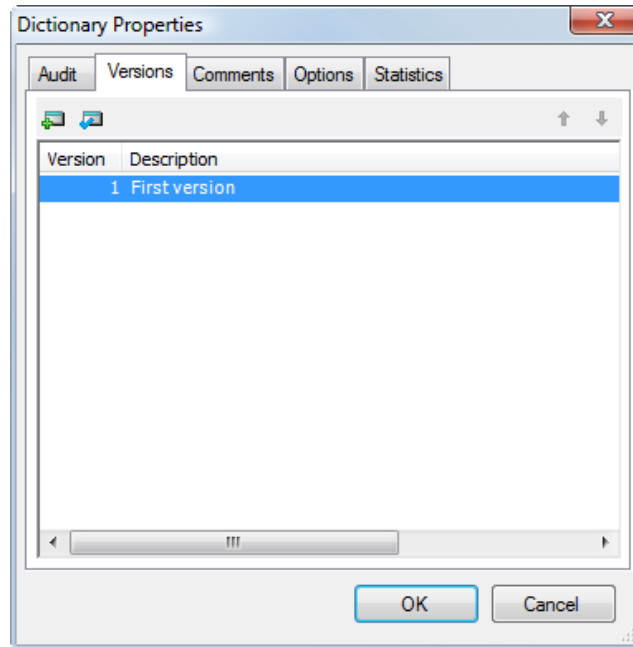 Dictionary Properties
Audit Versions Comments Options Statistics
Version Description
1 First version
OK Cancel